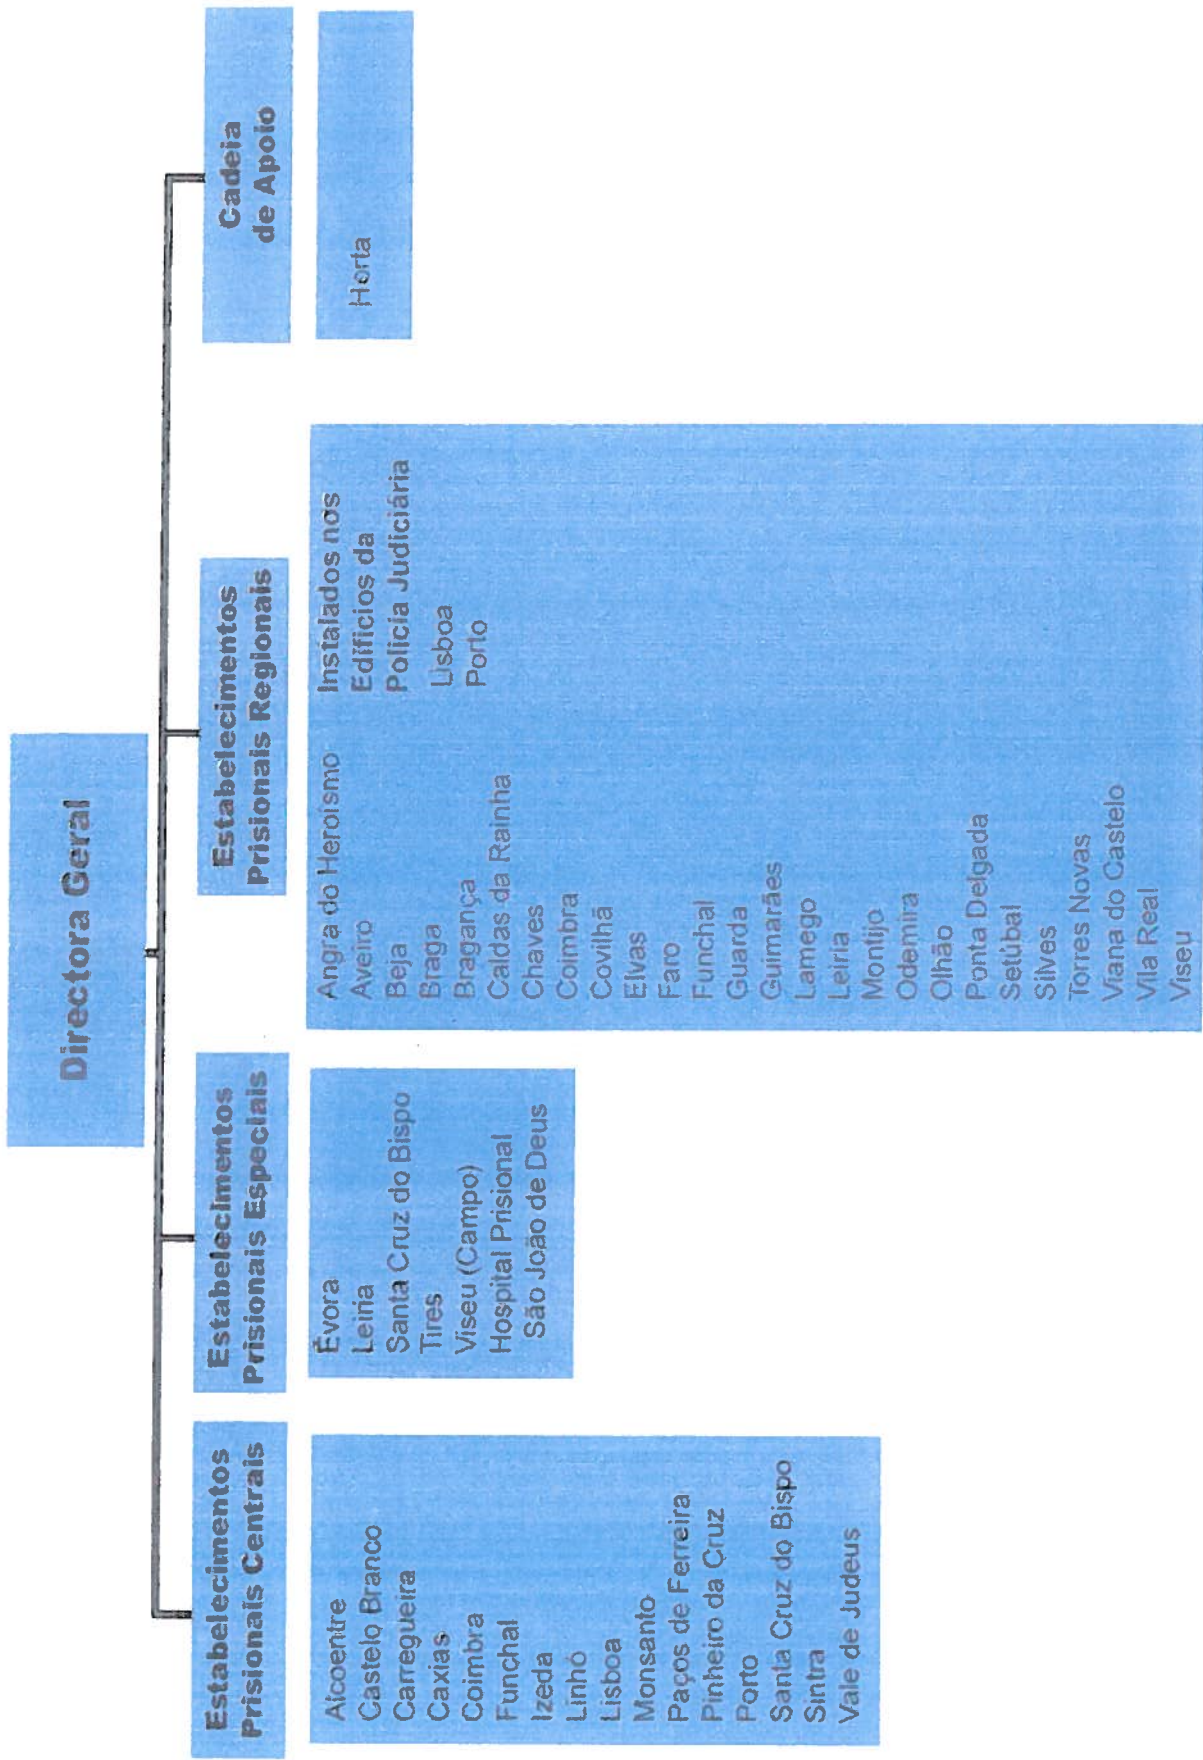 Directora Geral
Estabelecimentos
Prisionais Centrais
Alcoentre
Castelo Branco
Carregueira
Caxias
Coimbra
Funchal
Izeda
Linhó
Lisboa
Monsanto
Paços de Ferreira
Pinheiro da Cruz
Porto
Santa Cruz do Bispo
Sintra
Vale de Judeus
Estabelecimentos
Prisionais Especiais
Évora
Leiria
Santa Cruz do Bispo
Tires
Viseu (Campo)
Hospital Prisional
São João de Deus
Estabelecimentos
Prisionais Regionais
Angra do Heroísmo
Aveiro
Beja
Braga
Bragança
Caldas da Rainha
Chaves
Coimbra
Covilhã
Elvas
Faro
Funchal
Guarda
Guimarães
Lamego
Leiria
Montijo
Odemira
Olhão
Ponta Delgada
Setúbal
Silves
Torres Novas
Viana do Castelo
Vila Real
Viseu
Instalados nos
Edifícios da
Polícia Judiciária
Lisboa
Porto
Cadeia
de Apoio
Horta